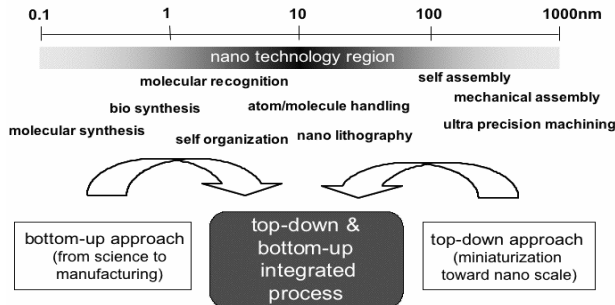 0.1 1 10 100 1000nm
nano technology region
molecular recognition self assembly
bio synthesis atom/molecule handling mechanical assembly
molecular synthesis self organization nano lithography ultra precision machining
bottom-up approach
(from science to
manufacturing)
top-down &
bottom-up
integrated
process
top-down approach
(miniaturization
toward nano scale)